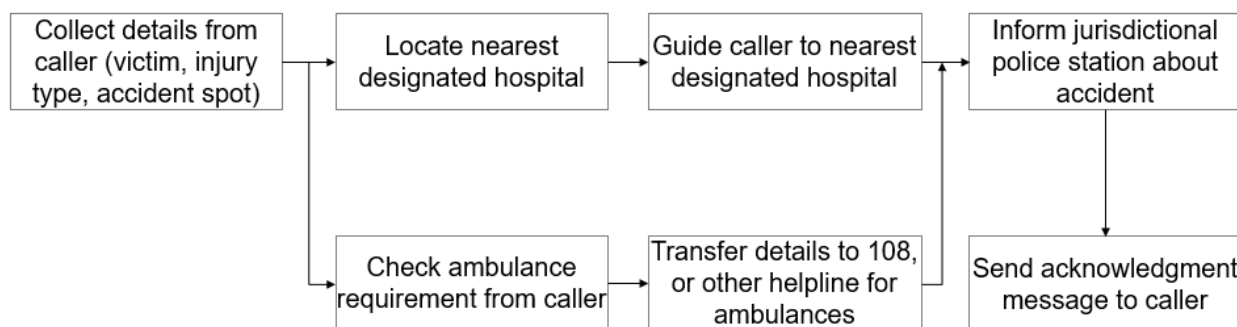 Collect details from
caller (victim, injury
type, accident spot)
Locate nearest
designated hospital
Guide caller to nearest
designated hospital
Inform jurisdictional
police station about
accident
Check ambulance
requirement from caller
Transfer details to 108,
or other helpline for
ambulances
Send acknowledgment
message to caller